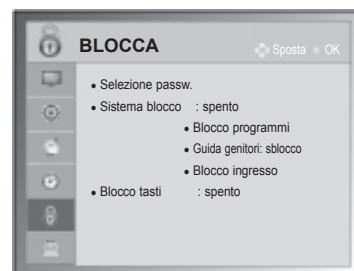 BLOCCA
Sposta OK
• Selezione passw.
• Sistema blocco : spento
• Blocco programmi
• Guida genitori: sblocco
• Blocco ingresso
• Blocco tasti : spento